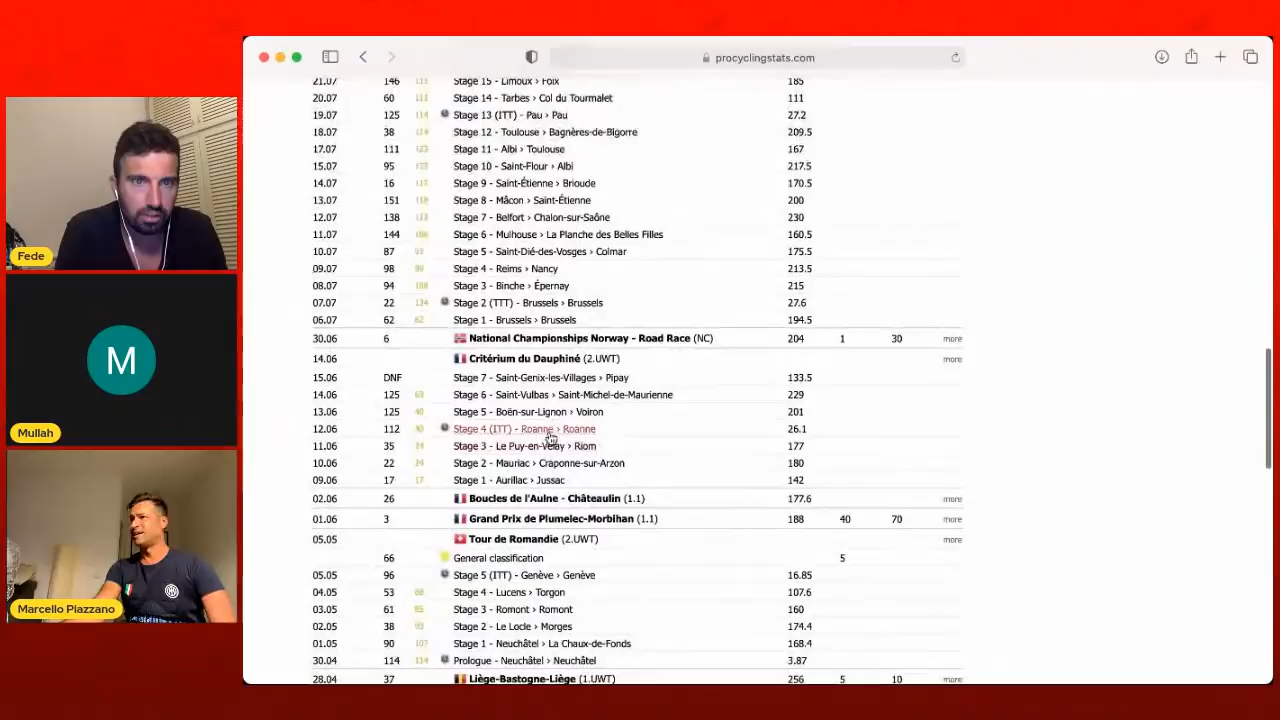 procyclingstats.com
21.07 146 113 Stage 15 - Limoux › Foix 185
20.07 60 111 Stage 14 - Tarbes › Col du Tourmalet 111
19.07 125 114 Stage 13 (ITT) - Pau › Pau 27.2
18.07 38 Stage 12 - Toulouse › Bagnères-de-Bigorre 209.5
17.07 111 123 Stage 11 - Albi › Toulouse 167
16.07 95 123 Stage 10 - Saint-Flour › Albi 217.5
14.07 16 117 Stage 9 - Saint-Étienne › Brioude 170.5
13.07 151 118 Stage 8 - Mâcon › Saint-Étienne 200
12.07 138 113 Stage 7 - Belfort › Chalon-sur-Saône 230
11.07 144 Stage 6 - Mulhouse › La Planche des Belles Filles 160.5
10.07 87 Stage 5 - Saint-Dié-des-Vosges › Colmar 175.5
09.07 98 Stage 4 - Reims › Nancy 213.5
08.07 94 108 Stage 3 - Binche › Épernay 215
07.07 22 134 Stage 2 (TTT) - Brussels › Brussels 27.6
06.07 62 62 Stage 1 - Brussels › Brussels 194.5
30.06 6 National Championships Norway - Road Race (NC) 204 1 30 more
14.06 Critérium du Dauphiné (2.UWT) more
15.06 DNF Stage 7 - Saint-Genix-les-Villages › Pipay 133.5
14.06 125 63 Stage 6 - Saint-Vulbas › Saint-Michel-de-Maurienne 229
13.06 125 40 Stage 5 - Boën-sur-Lignon › Voiron 201
12.06 112 Stage 4 (ITT) - Roanne › Roanne 26.1
11.06 35 24 Stage 3 - Le Puy-en-Velay › Riom 177
10.06 22 24 Stage 2 - Mauriac › Craponne-sur-Arzon 180
09.06 17 17 Stage 1 - Aurillac › Jussac 142
02.06 26 Boucles de l'Aulne - Châteaulin (1.1) 177.6 more
01.06 3 Grand Prix de Plumelec-Morbihan (1.1) 188 40 70 more
05.05 Tour de Romandie (2.UWT) more
66 General classification 5
05.05 96 Stage 5 (ITT) - Genève › Genève 16.85
04.05 53 Stage 4 - Lucens › Torgon 107.6
03.05 61 Stage 3 - Romont › Romont 160
02.05 38 Stage 2 - Le Locle › Morges 174.4
01.05 90 107 Stage 1 - Neuchâtel › La Chaux-de-Fonds 168.4
30.04 114 114 Prologue - Neuchâtel › Neuchâtel 3.87
28.04 37 Liège-Bastogne-Liège (1.UWT) 256 5 10 more
Fede
M
Mullah
Marcello Piazzano